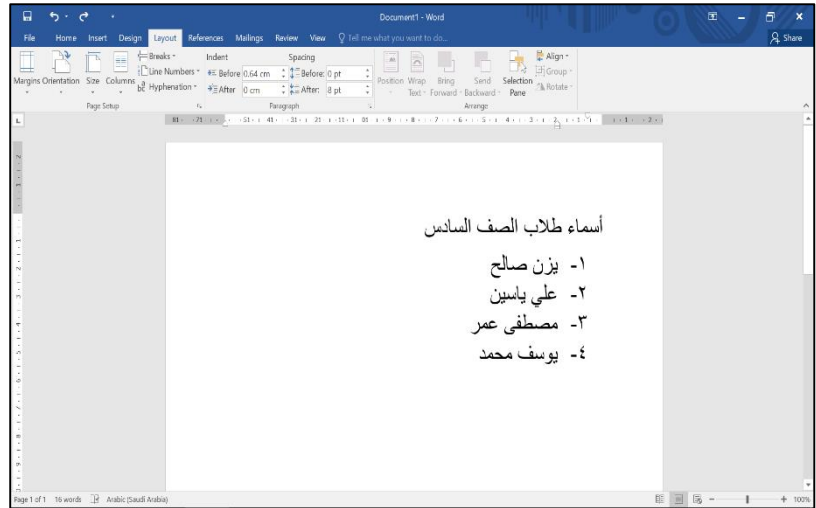 Document1 - Word
File Home Insert Design Layout References Mailings Review View Tell me what you want to do... Share
Margins Orientation Size Columns Breaks Line Numbers Hyphenation Page Setup
Indent Spacing
Before 0.64 cm Before: 0 pt
After 0 cm After: 8 pt
Paragraph
Position Wrap Text Bring Forward Send Backward Selection Pane Align Group Rotate
Arrange
أسماء طلاب الصف السادس
١- يزن صالح
٢- علي ياسين
٣- مصطفى عمر
٤- يوسف محمد
Page 1 of 1 16 words Arabic (Saudi Arabia) 100%